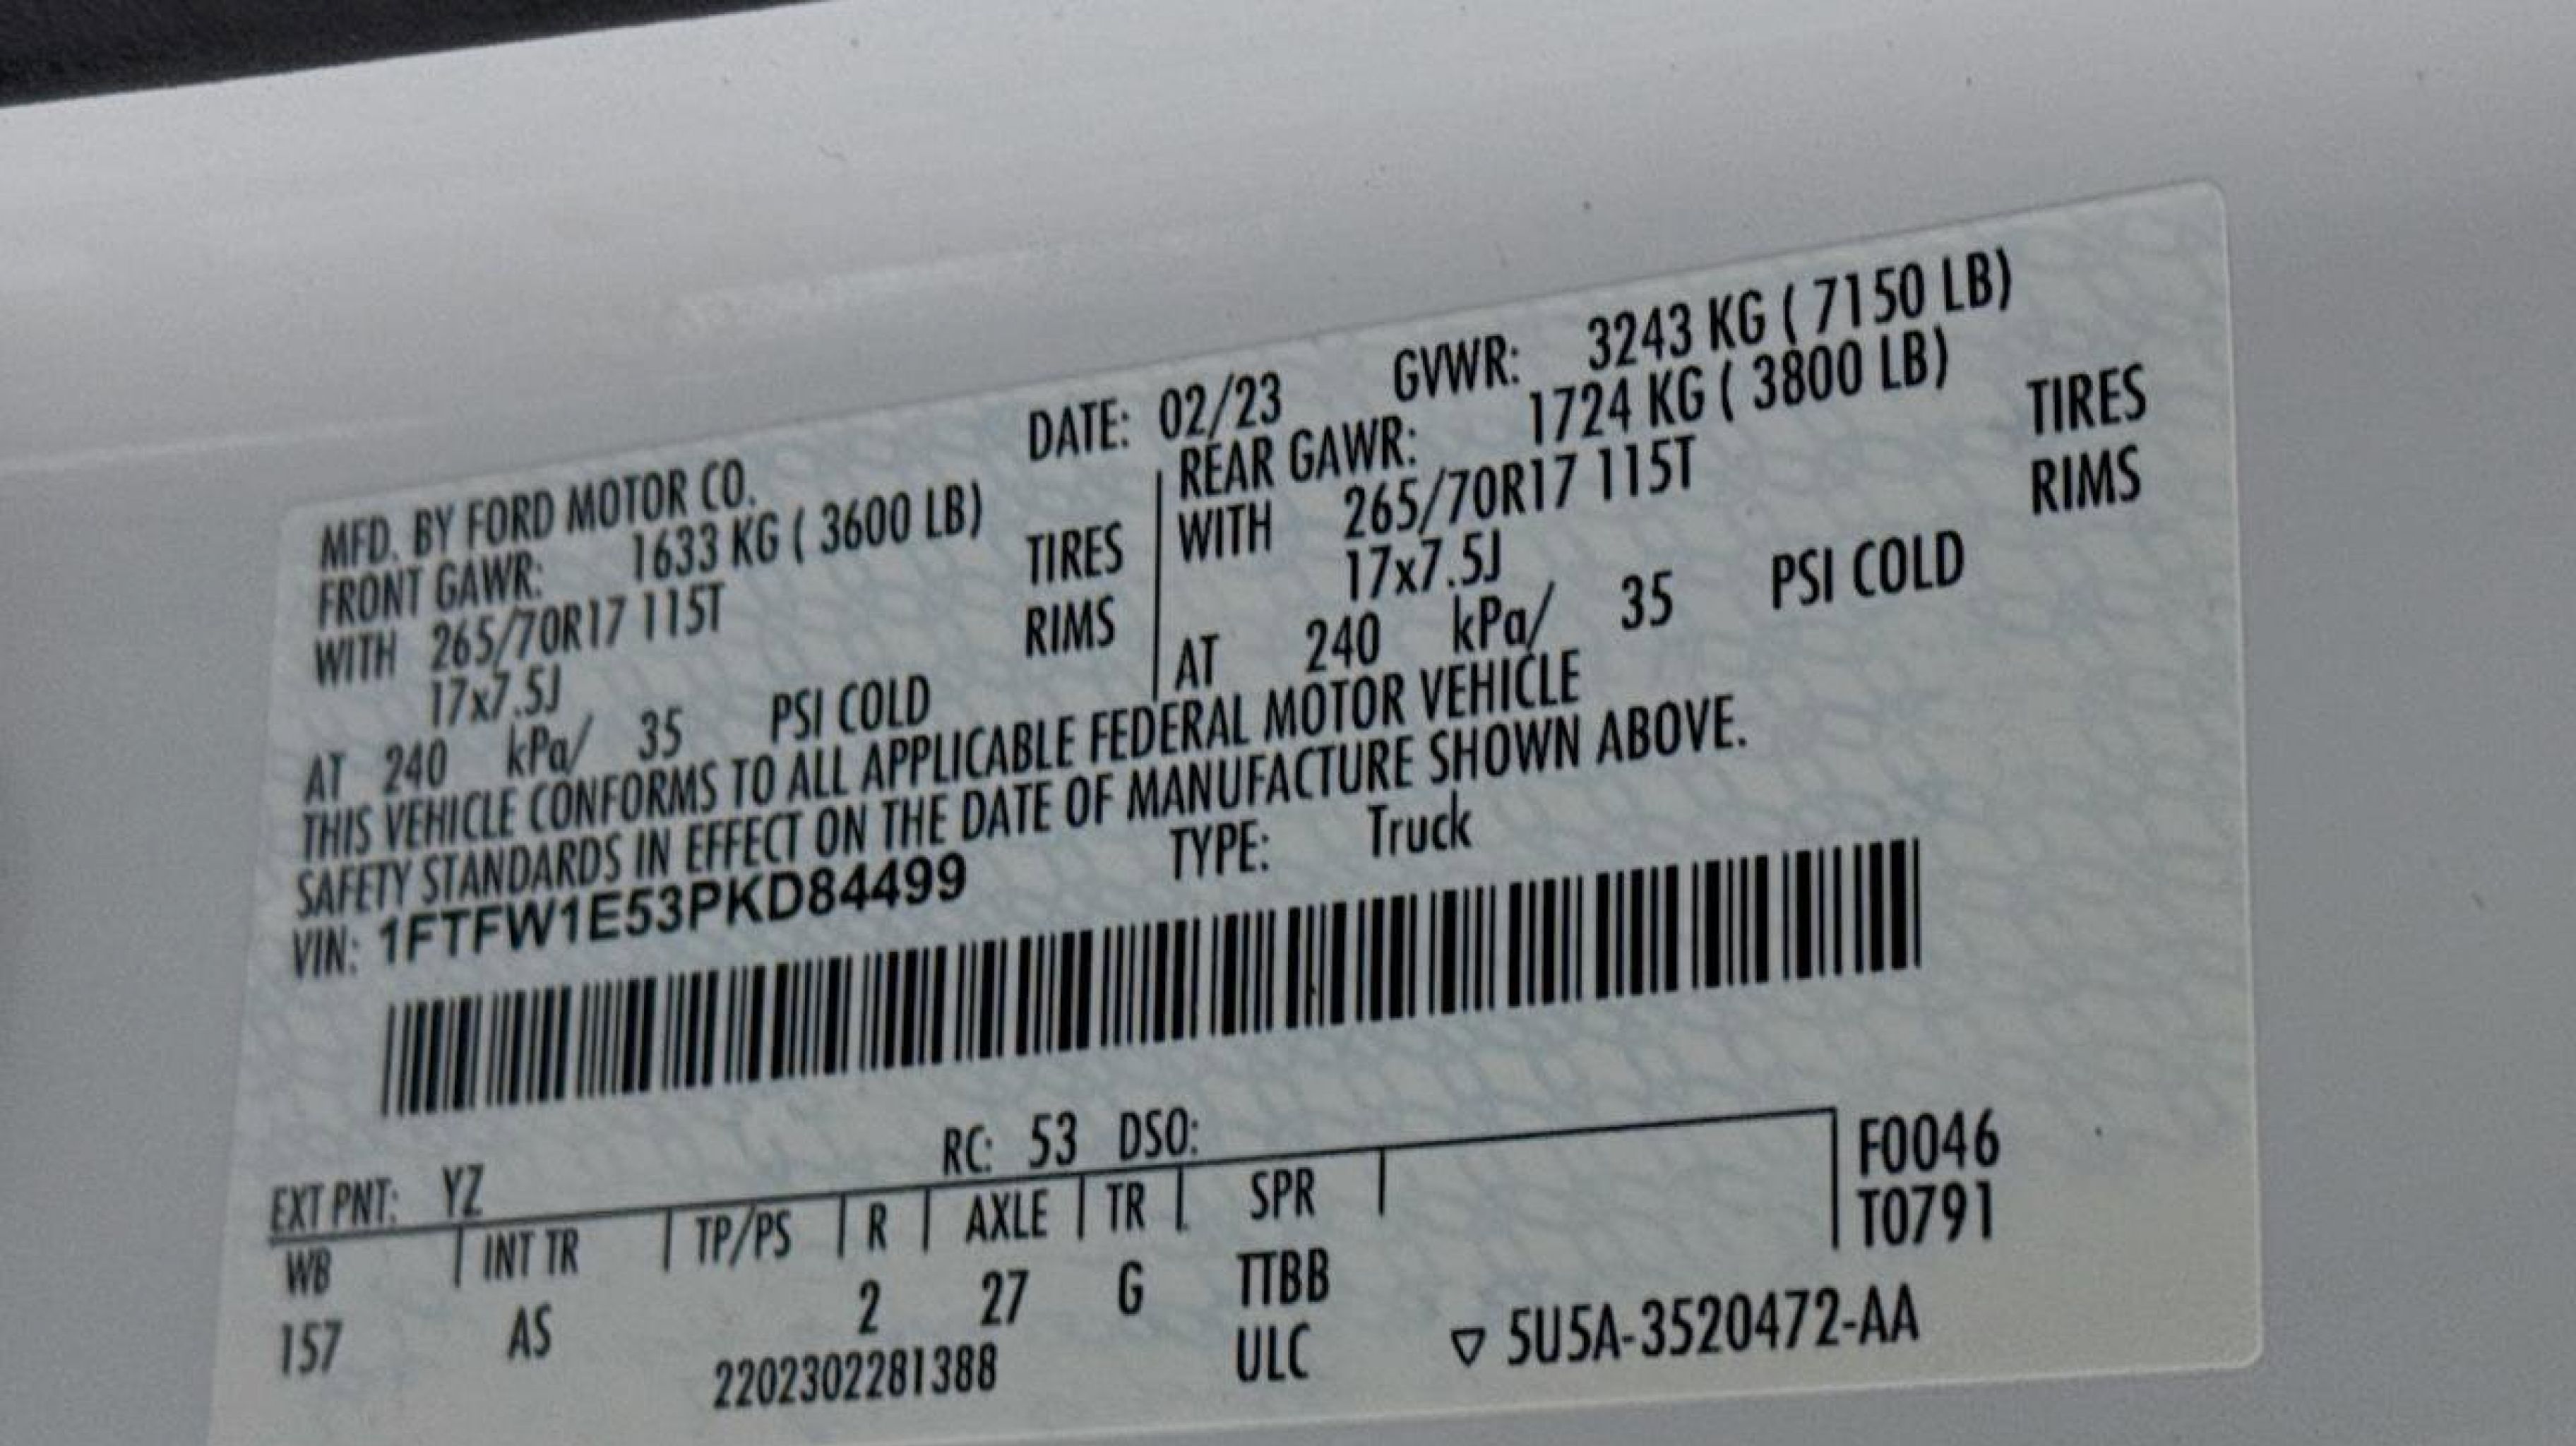 MFD. BY FORD MOTOR CO. DATE: 02/23 GVWR: 3243 KG ( 7150 LB)
FRONT GAWR: 1633 KG ( 3600 LB) REAR GAWR: 1724 KG ( 3800 LB)
WITH 265/70R17 115T TIRES WITH 265/70R17 115T TIRES
17x7.5J RIMS 17x7.5J RIMS
AT 240 kPa/ 35 PSI COLD AT 240 kPa/ 35 PSI COLD
THIS VEHICLE CONFORMS TO ALL APPLICABLE FEDERAL MOTOR VEHICLE
SAFETY STANDARDS IN EFFECT ON THE DATE OF MANUFACTURE SHOWN ABOVE.
VIN: 1FTFW1E53PKD84499 TYPE: Truck
EXT PNT: YZ RC: 53 DSO: F0046
WB INT TR TP/PS R AXLE TR SPR T0791
157 AS 2 27 G TTBB
2202302281388 ULC ▽ 5U5A-3520472-AA